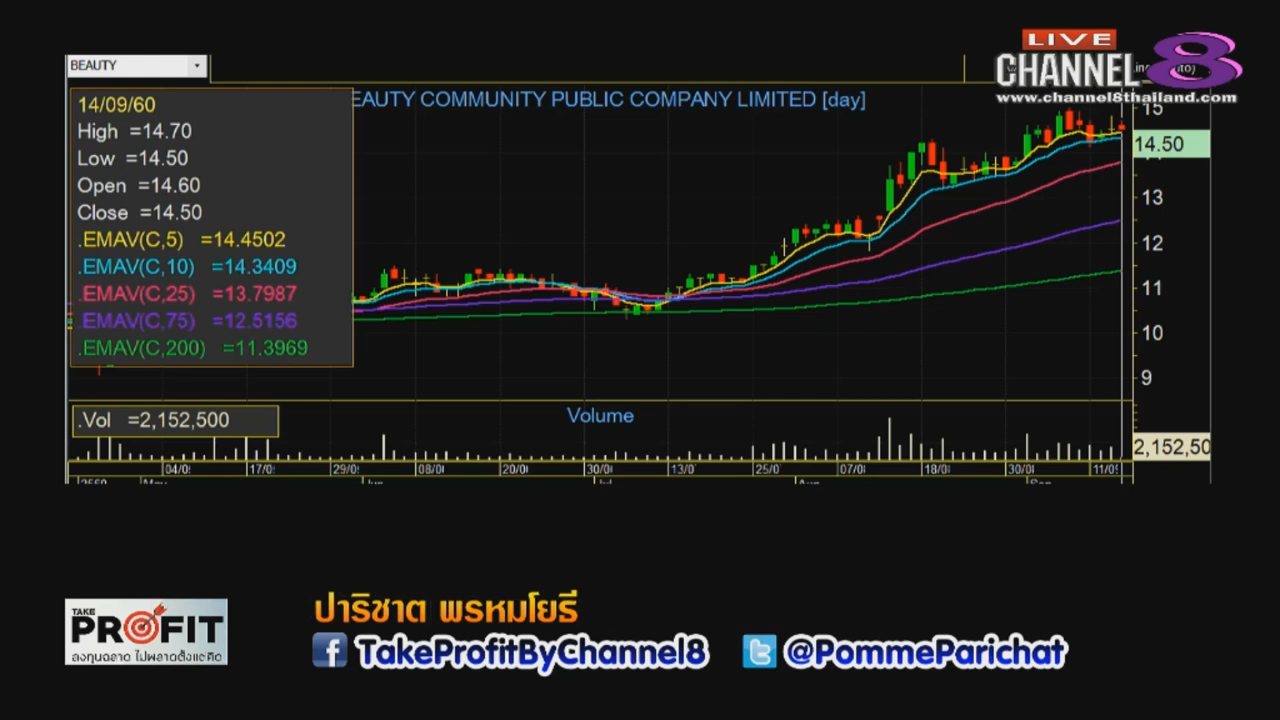 BEAUTY
LIVE
CHANNEL 8
www.channel8thailand.com
14/09/60
EAUTY COMMUNITY PUBLIC COMPANY LIMITED [day]
High =14.70
Low =14.50
Open =14.60
Close =14.50
.EMAV(C,5) =14.4502
.EMAV(C,10) =14.3409
.EMAV(C,25) =13.7987
.EMAV(C,75) =12.5156
.EMAV(C,200) =11.3969
15
14.50
13
12
11
10
9
.Vol =2,152,500
Volume
2,152,50
04/0 17/0 29/0 08/0 20/0 30/0 13/0 25/0 07/0 18/0 30/0 11/0
TAKE
PROFIT
ลงทุนฉลาด ไม่พลาดตั้งแต่คิด
ปาริชาต พรหมโยธี
f TakeProfitByChannel8
t @PommeParichat